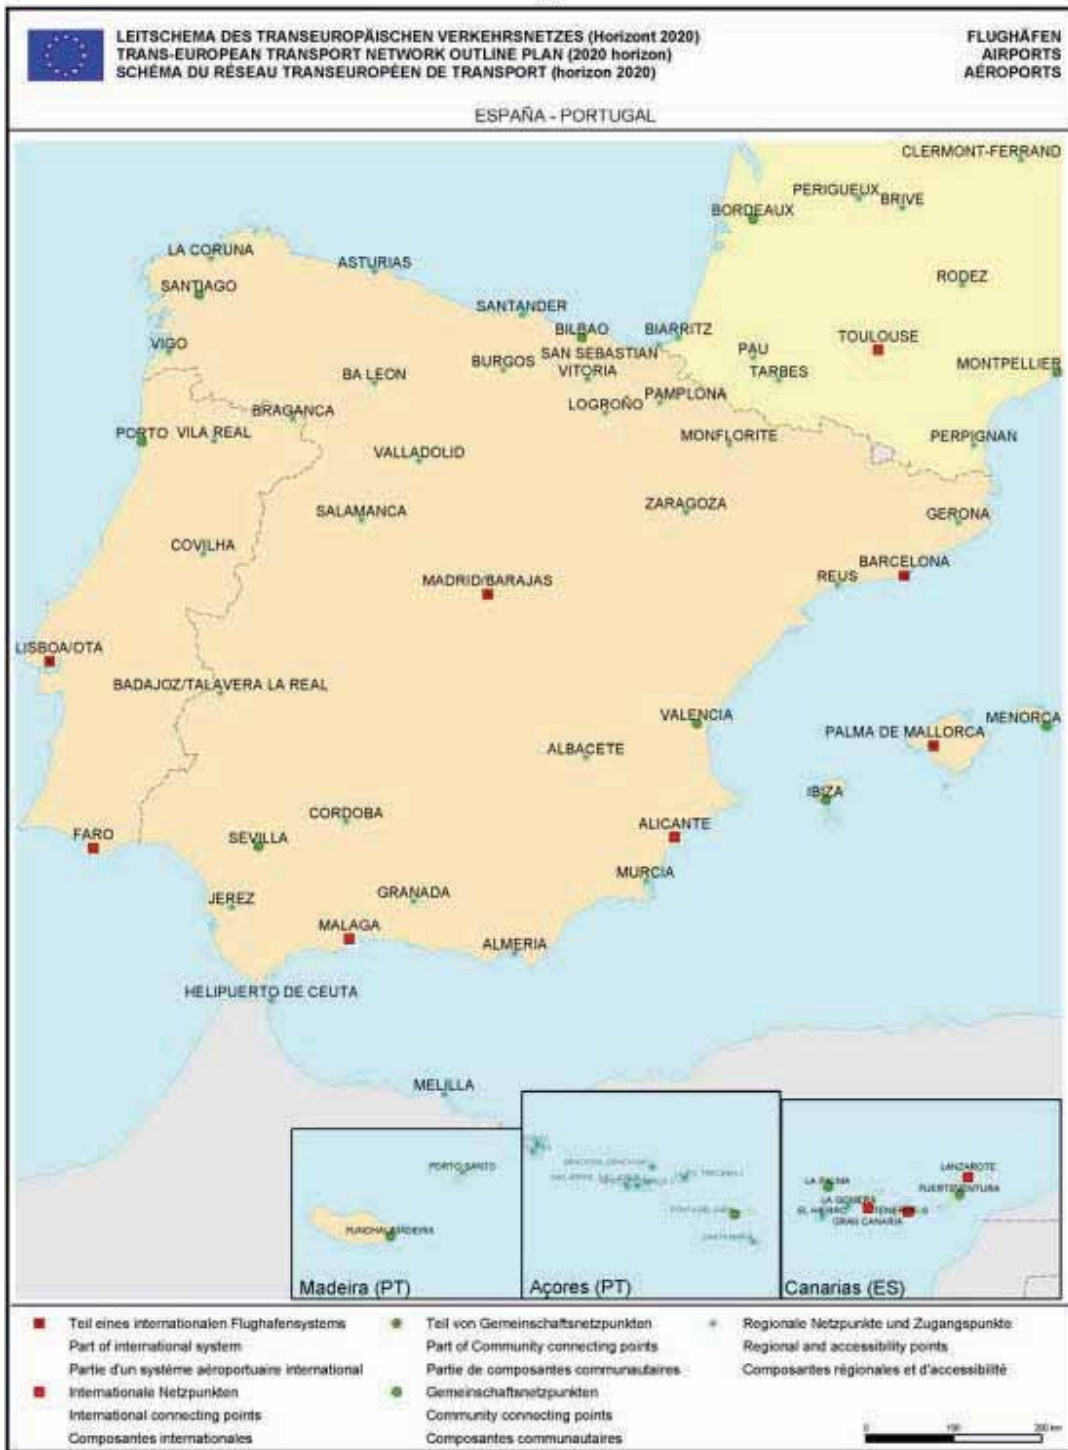 LEITSCHEMA DES TRANSEUROPÄISCHEN VERKEHRSNETZES (Horizont 2020)
TRANS-EUROPEAN TRANSPORT NETWORK OUTLINE PLAN (2020 horizon)
SCHÉMA DU RÉSEAU TRANSEUROPÉEN DE TRANSPORT (horizon 2020)
FLUGHÄFEN
AIRPORTS
AÉROPORTS
ESPAÑA - PORTUGAL
CLERMONT-FERRAND
PERIGUEUX
BRIVE
BORDEAUX
LA CORUNA
ASTURIAS
RODEZ
SANTIAGO
SANTANDER
BILBAO
BIARRITZ
TOULOUSE
VIGO
SAN SEBASTIAN
PAU
BURGOS
VITORIA
TARBES
MONTPELLIER
BA LEON
PAMPLONA
LOGROÑO
BRAGANCA
PORTO
VILA REAL
MONFLORITE
PERPIGNAN
VALLADOLID
SALAMANCA
ZARAGOZA
GERONA
COVILHA
BARCELONA
MADRID/BARAJAS
REUS
LISBOA/OTA
BADAJOZ/TALAVERA LA REAL
VALENCIA
MENORCA
PALMA DE MALLORCA
ALBACETE
IBIZA
CORDOBA
ALICANTE
FARO
SEVILLA
MURCIA
JEREZ
GRANADA
MALAGA
ALMERIA
HELIPUERTO DE CEUTA
MELILLA
PORTO SANTO
FUNCHAL MADEIRA
Madeira (PT)
SANTA MARIA
Açores (PT)
LANZAROTE
LA PALMA
FUERTEVENTURA
LA GOMERA
EL HIERRO
GRAN CANARIA
Canarias (ES)
Teil eines internationalen Flughafensystems
Part of international system
Partie d'un système aéroportuaire international
Internationale Netzpunkten
International connecting points
Composantes internationales
Teil von Gemeinschaftsnetzpunkten
Part of Community connecting points
Partie de composantes communautaires
Gemeinschaftsnetzpunkten
Community connecting points
Composantes communautaires
Regionale Netzpunkte und Zugangspunkte
Regional and accessibility points
Composantes régionales et d'accessibilité
0 100 200 km